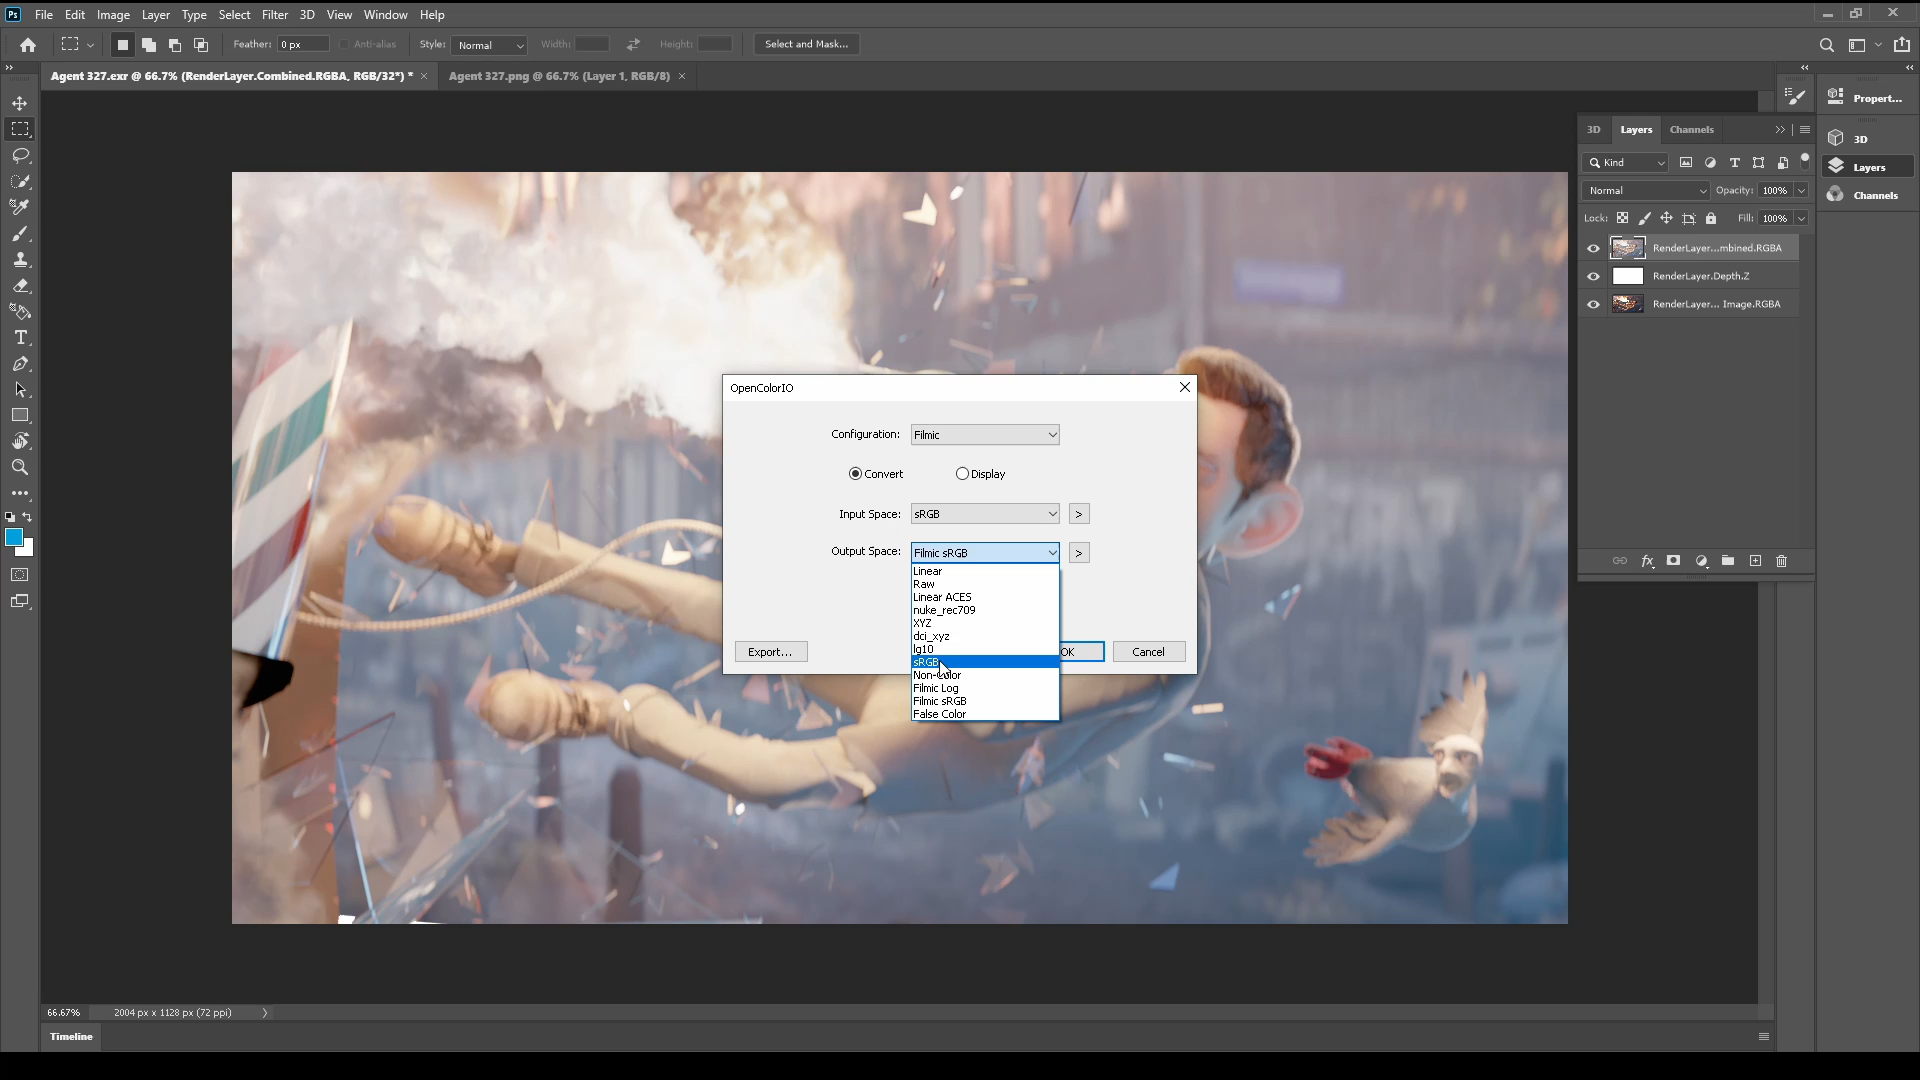 Ps File Edit Image Layer Type Select Filter 3D View Window Help
Feather: 0 px Anti-alias Style: Normal Width: Height: Select and Mask...
Agent 327.exr @ 66.7% (RenderLayer.Combined.RGBA, RGB/32*) * Agent 327.png @ 66.7% (Layer 1, RGB/8)
Propert...
3D
Layers
Channels
3D Layers Channels
Kind
Normal Opacity: 100%
Lock: Fill: 100%
RenderLayer...mbined.RGBA
RenderLayer.Depth.Z
RenderLayer... Image.RGBA
OpenColorIO
Configuration: Filmic
Convert Display
Input Space: sRGB >
Output Space: Filmic sRGB >
Linear
Raw
Linear ACES
nuke_rec709
XYZ
dci_xyz
lg10
sRGB
Non-Color
Filmic Log
Filmic sRGB
False Color
Export... OK Cancel
66.67% 2004 px x 1128 px (72 ppi)
Timeline